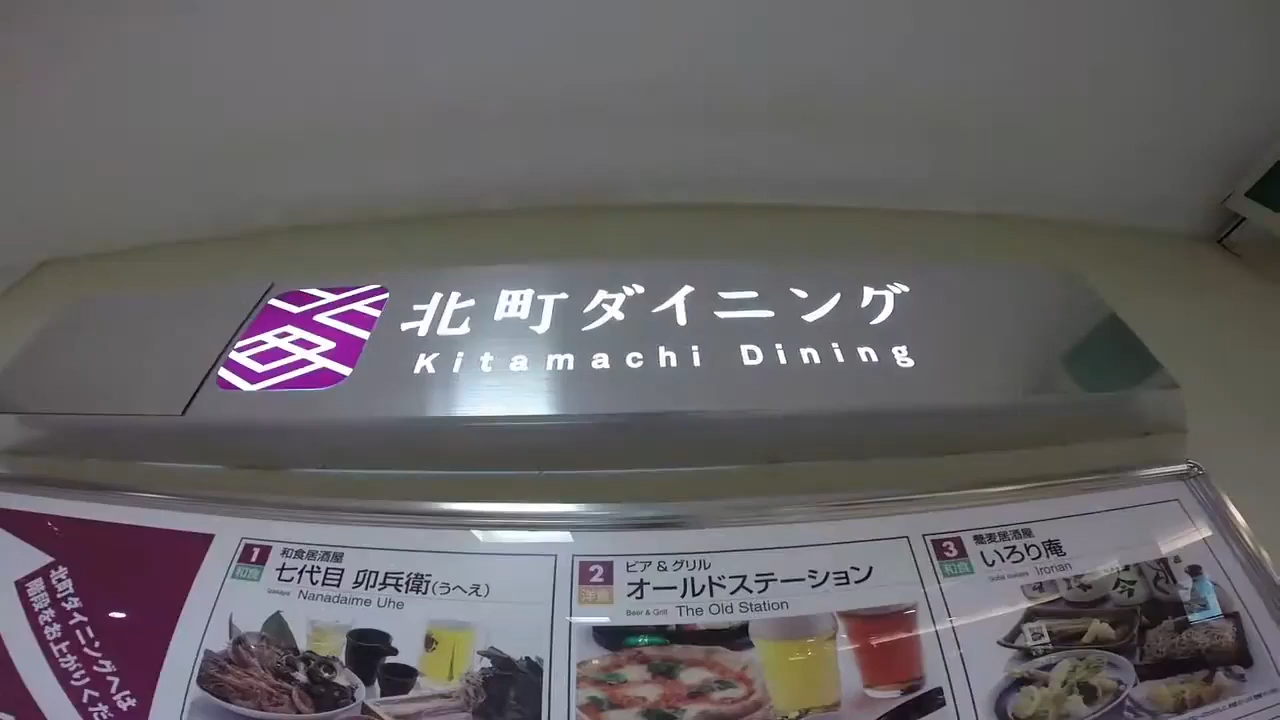 北町ダイニング
Kitamachi Dining
北町ダイニングへは
階段をお上がりくだ
1
和食
和食居酒屋
七代目 卯兵衛(うへえ)
Izakaya Nanadaime Uhe
2
洋食
ビア & グリル
オールドステーション
Beer & Grill The Old Station
3
和食
蕎麦居酒屋
いろり庵
Soba Izakaya Irorian